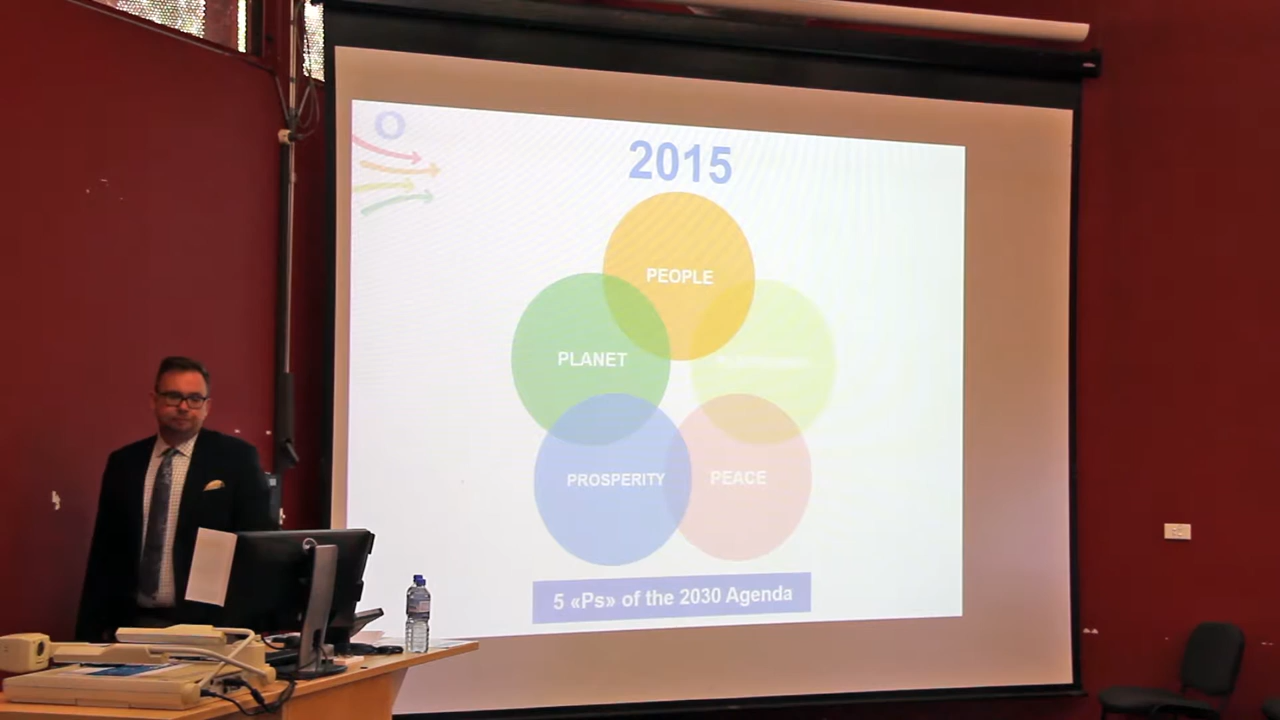 2015
PEOPLE
PLANET
PROSPERITY
PEACE
5 «Ps» of the 2030 Agenda